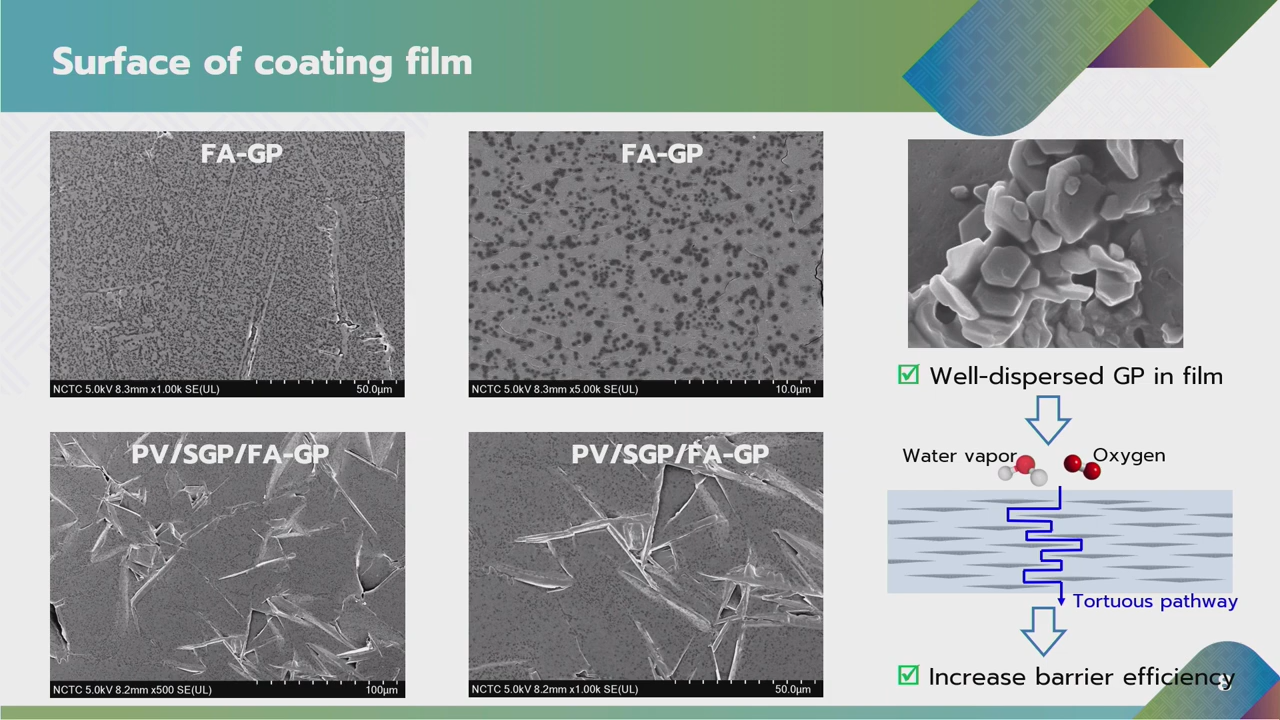 Surface of coating film
FA-GP
NCTC 5.0kV 8.3mm x1.00k SE(UL) 50.0µm
FA-GP
NCTC 5.0kV 8.3mm x5.00k SE(UL) 10.0µm
PV/SGP/FA-GP
NCTC 5.0kV 8.2mm x500 SE(UL) 100µm
PV/SGP/FA-GP
NCTC 5.0kV 8.2mm x1.00k SE(UL) 50.0µm
Well-dispersed GP in film
Water vapor
Oxygen
Tortuous pathway
Increase barrier efficiency